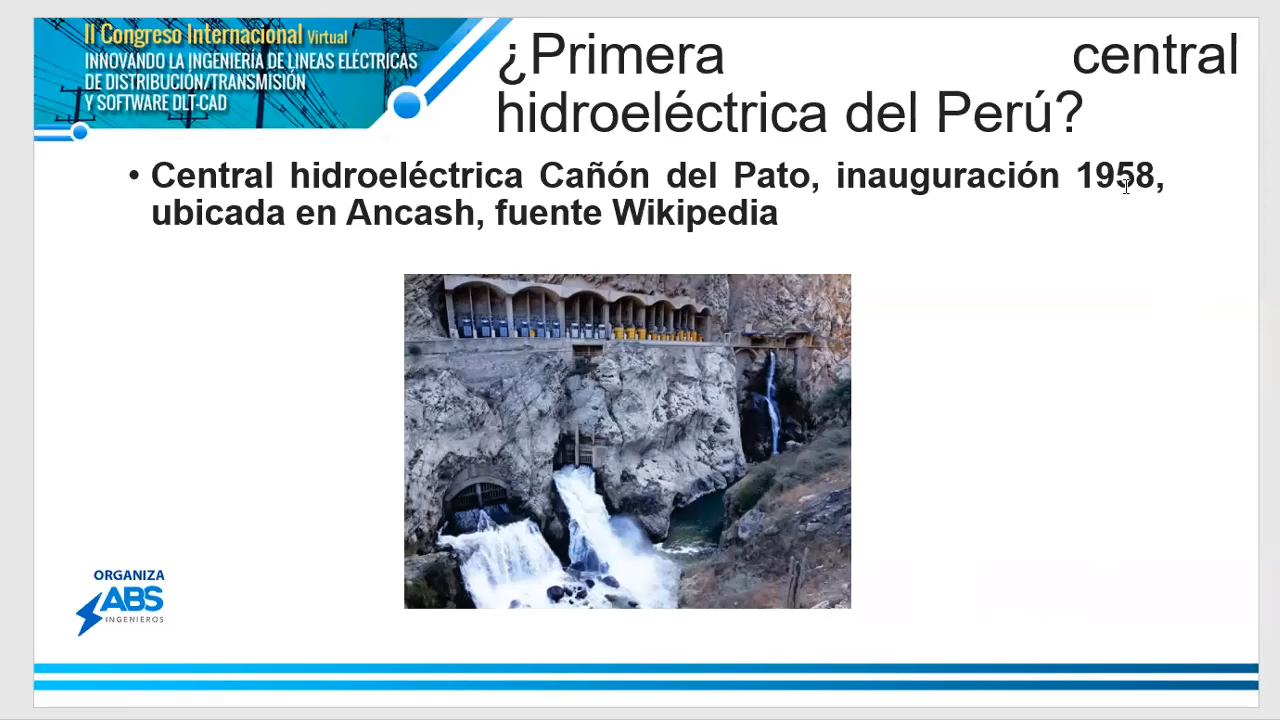 II Congreso Internacional Virtual
INNOVANDO LA INGENIERÍA DE LINEAS ELÉCTRICAS
DE DISTRIBUCIÓN/TRANSMISIÓN
Y SOFTWARE DLT-CAD
¿Primera central
hidroeléctrica del Perú?
• Central hidroeléctrica Cañón del Pato, inauguración 1958,
ubicada en Ancash, fuente Wikipedia
ORGANIZA
ABS
INGENIEROS